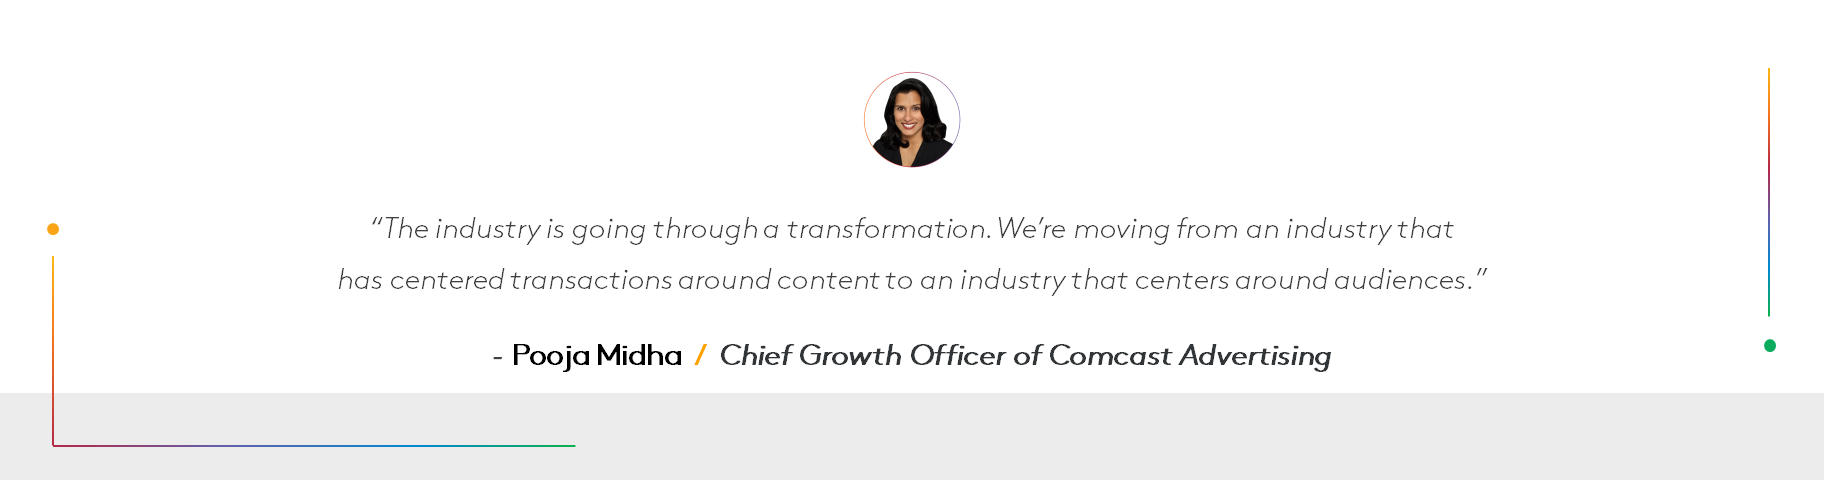 “The industry is going through a transformation. We’re moving from an industry that
has centered transactions around content to an industry that centers around audiences.”
- Pooja Midha / Chief Growth Officer of Comcast Advertising